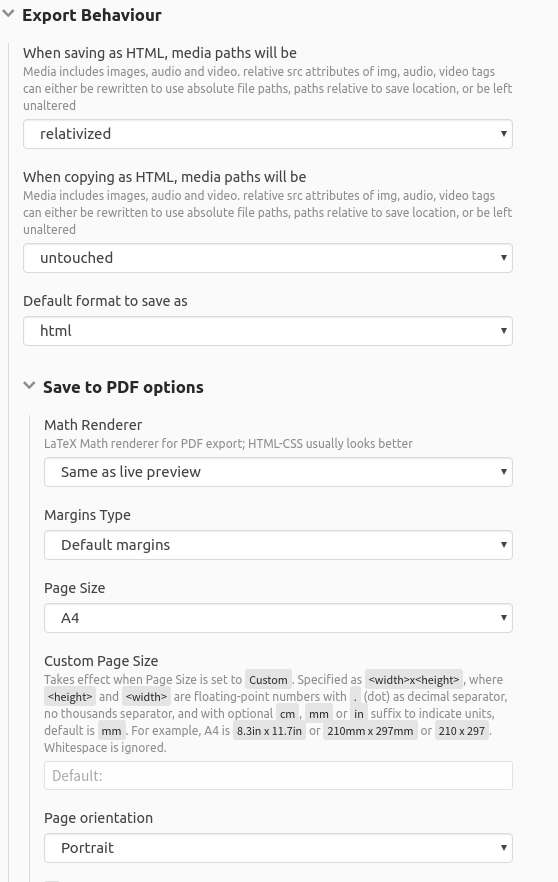 Export Behaviour
When saving as HTML, media paths will be
Media includes images, audio and video. relative src attributes of img, audio, video tags
can either be rewritten to use absolute file paths, paths relative to save location, or be left
unaltered
relativized
When copying as HTML, media paths will be
Media includes images, audio and video. relative src attributes of img, audio, video tags
can either be rewritten to use absolute file paths, paths relative to save location, or be left
unaltered
untouched
Default format to save as
html
Save to PDF options
Math Renderer
LaTeX Math renderer for PDF export; HTML-CSS usually looks better
Same as live preview
Margins Type
Default margins
Page Size
A4
Custom Page Size
Takes effect when Page Size is set to Custom . Specified as <width>x<height> , where
<height> and <width> are floating-point numbers with . (dot) as decimal separator,
no thousands separator, and with optional cm , mm or in suffix to indicate units,
default is mm . For example, A4 is 8.3in x 11.7in or 210mm x 297mm or 210 x 297 .
Whitespace is ignored.
Default:
Page orientation
Portrait